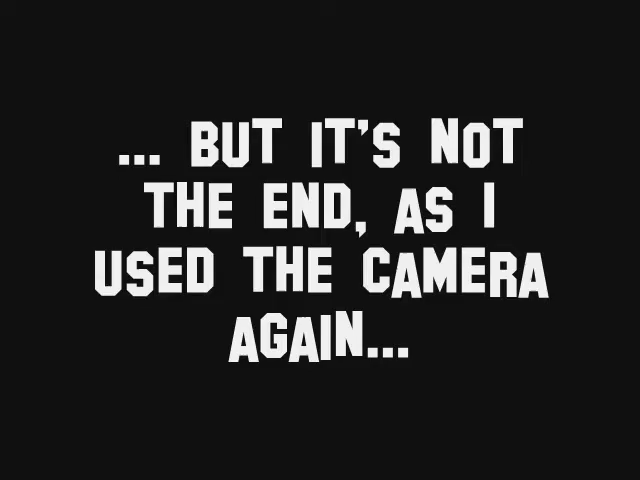 ... BUT IT'S NOT
THE END, AS I
USED THE CAMERA
AGAIN...